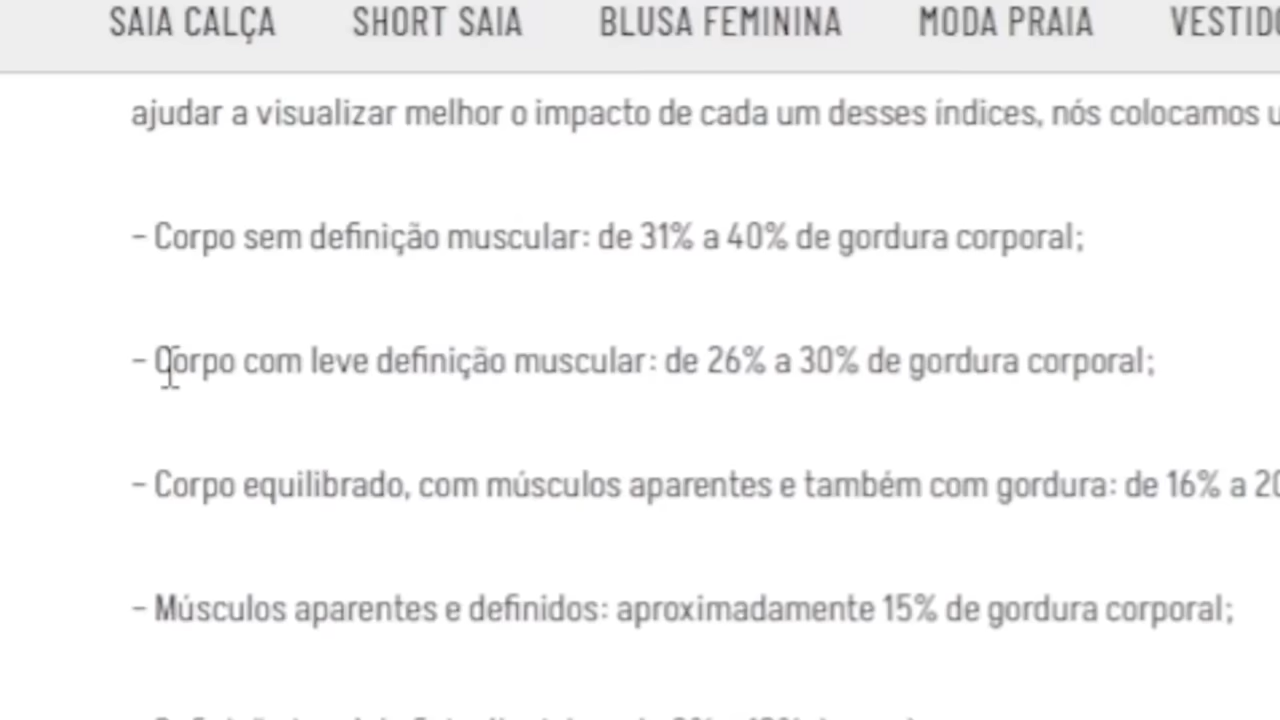 SAIA CALÇA SHORT SAIA BLUSA FEMININA MODA PRAIA
ajudar a visualizar melhor o impacto de cada um desses índices, nós colocamos
- Corpo sem definição muscular: de 31% a 40% de gordura corporal;
- Corpo com leve definição muscular: de 26% a 30% de gordura corporal;
- Corpo equilibrado, com músculos aparentes e também com gordura: de 16% a
- Músculos aparentes e definidos: aproximadamente 15% de gordura corporal;